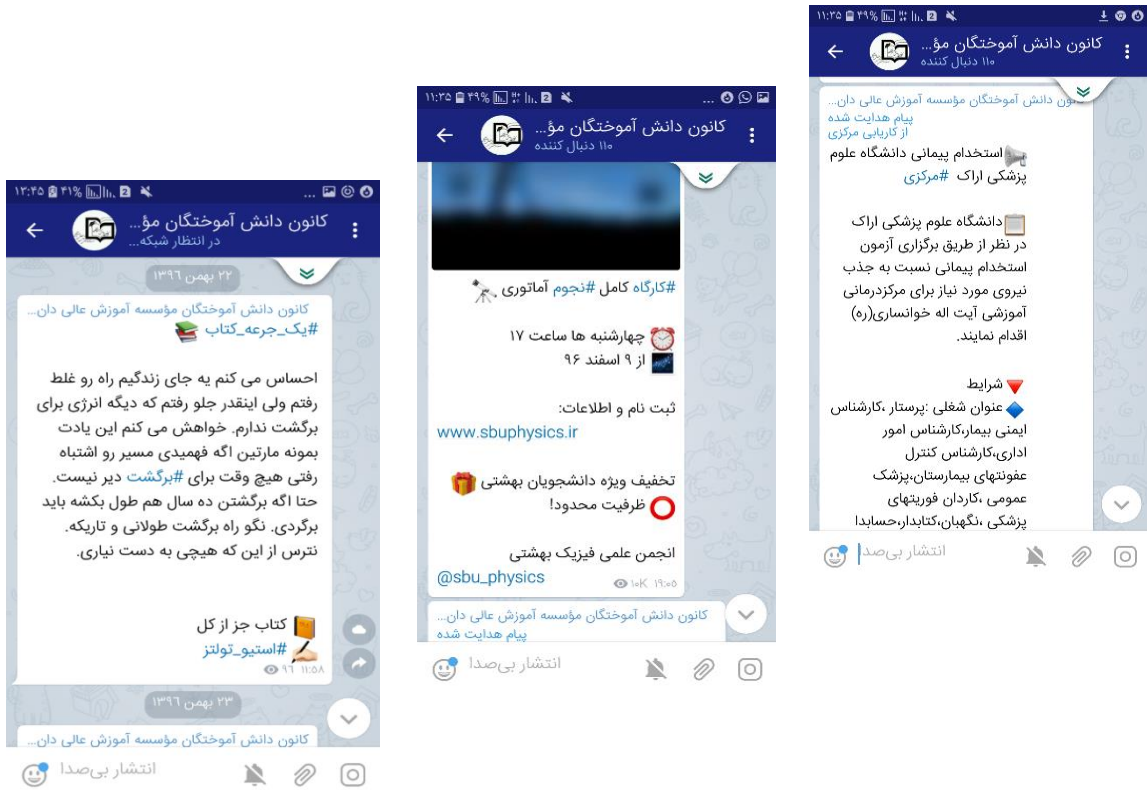 ۱۱:۳۵ ۴۹%
کانون دانش آموختگان مؤ...
۱۱۰ دنبال کننده
کانون دانش آموختگان مؤسسه آموزش عالی دان...
پیام هدایت شده
از کاریابی مرکزی
استخدام پیمانی دانشگاه علوم
پزشکی اراک #مرکزی
دانشگاه علوم پزشکی اراک
در نظر از طریق برگزاری آزمون
استخدام پیمانی نسبت به جذب
نیروی مورد نیاز برای مرکزدرمانی
آموزشی آیت اله خوانساری(ره)
اقدام نمایند.
شرایط
عنوان شغلی :پرستار ،کارشناس
ایمنی بیمار،کارشناس امور
اداری،کارشناس کنترل
عفونتهای بیمارستان،پزشک
عمومی ،کاردان فوریتهای
پزشکی ،نگهبان،کتابدار،حسابدا
انتشار بی‌صدا
۱۱:۳۵ ۴۹%
کانون دانش آموختگان مؤ...
۱۱۰ دنبال کننده
#کارگاه کامل #نجوم آماتوری
چهارشنبه ها ساعت ۱۷
از ۹ اسفند ۹۶
ثبت نام و اطلاعات:
www.sbuphysics.ir
تخفیف ویژه دانشجویان بهشتی
ظرفیت محدود!
انجمن علمی فیزیک بهشتی
@sbu_physics
۱۰K ۱۹:۰۵
کانون دانش آموختگان مؤسسه آموزش عالی دان...
پیام هدایت شده
انتشار بی‌صدا
۱۳:۴۵ ۴۱%
کانون دانش آموختگان مؤ...
در انتظار شبکه...
۲۲ بهمن ۱۳۹٦
کانون دانش آموختگان مؤسسه آموزش عالی دان...
#یک_جرعه_کتاب
احساس می کنم یه جای زندگیم راه رو غلط
رفتم ولی اینقدر جلو رفتم که دیگه انرژی برای
برگشت ندارم. خواهش می کنم این یادت
بمونه مارتین اگه فهمیدی مسیر رو اشتباه
رفتی هیچ وقت برای #برگشت دیر نیست.
حتا اگه برگشتن ده سال هم طول بکشه باید
برگردی. نگو راه برگشت طولانی و تاریکه.
نترس از این که هیچی به دست نیاری.
کتاب جز از کل
#استیو_تولتز
۹٦ ۱۱:۵۸
۲۳ بهمن ۱۳۹٦
کانون دانش آموختگان مؤسسه آموزش عالی دان...
انتشار بی‌صدا